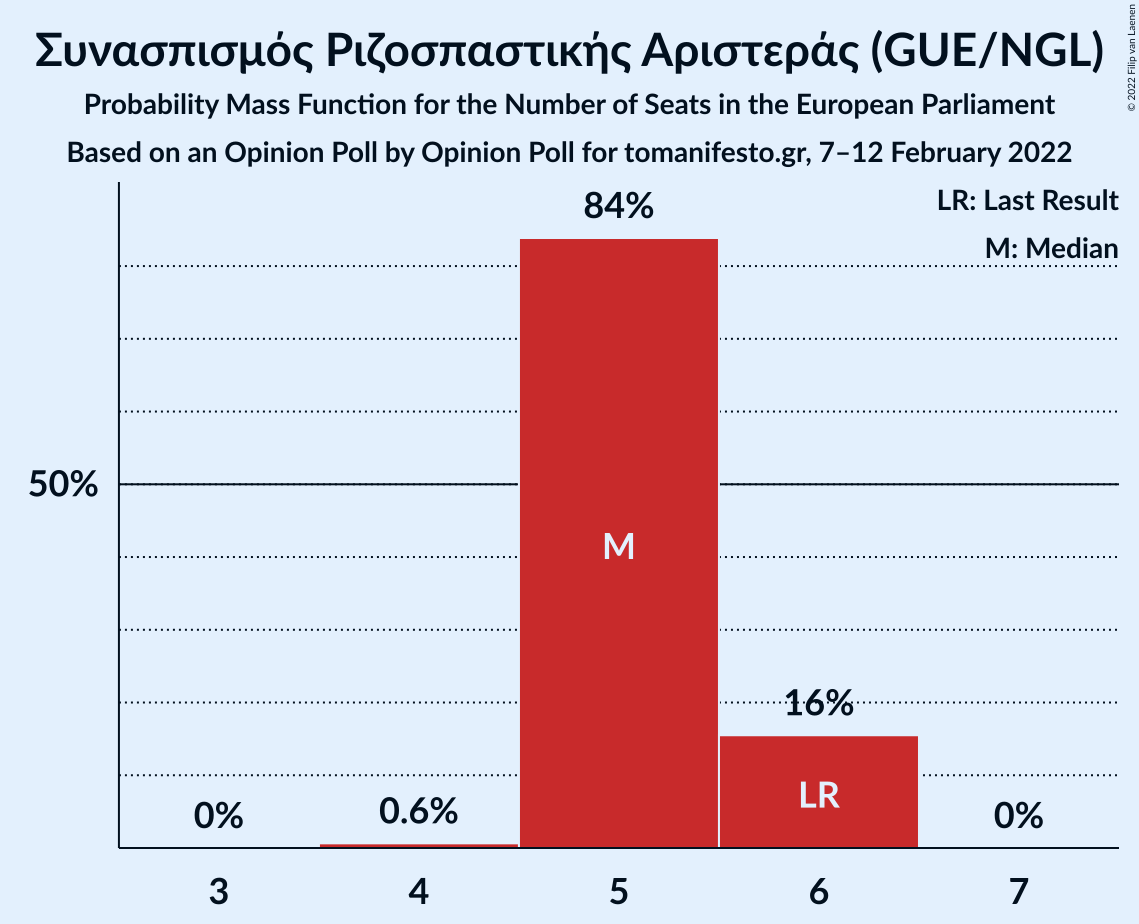 Συνασπισμός Ριζοσπαστικής Αριστεράς (GUE/NGL)
Probability Mass Function for the Number of Seats in the European Parliament
Based on an Opinion Poll by Opinion Poll for tomanifesto.gr, 7–12 February 2022
© 2022 Filip van Laenen
LR: Last Result
M: Median
84%
50%
M
16%
LR
0%
0.6%
0%
3
4
5
6
7